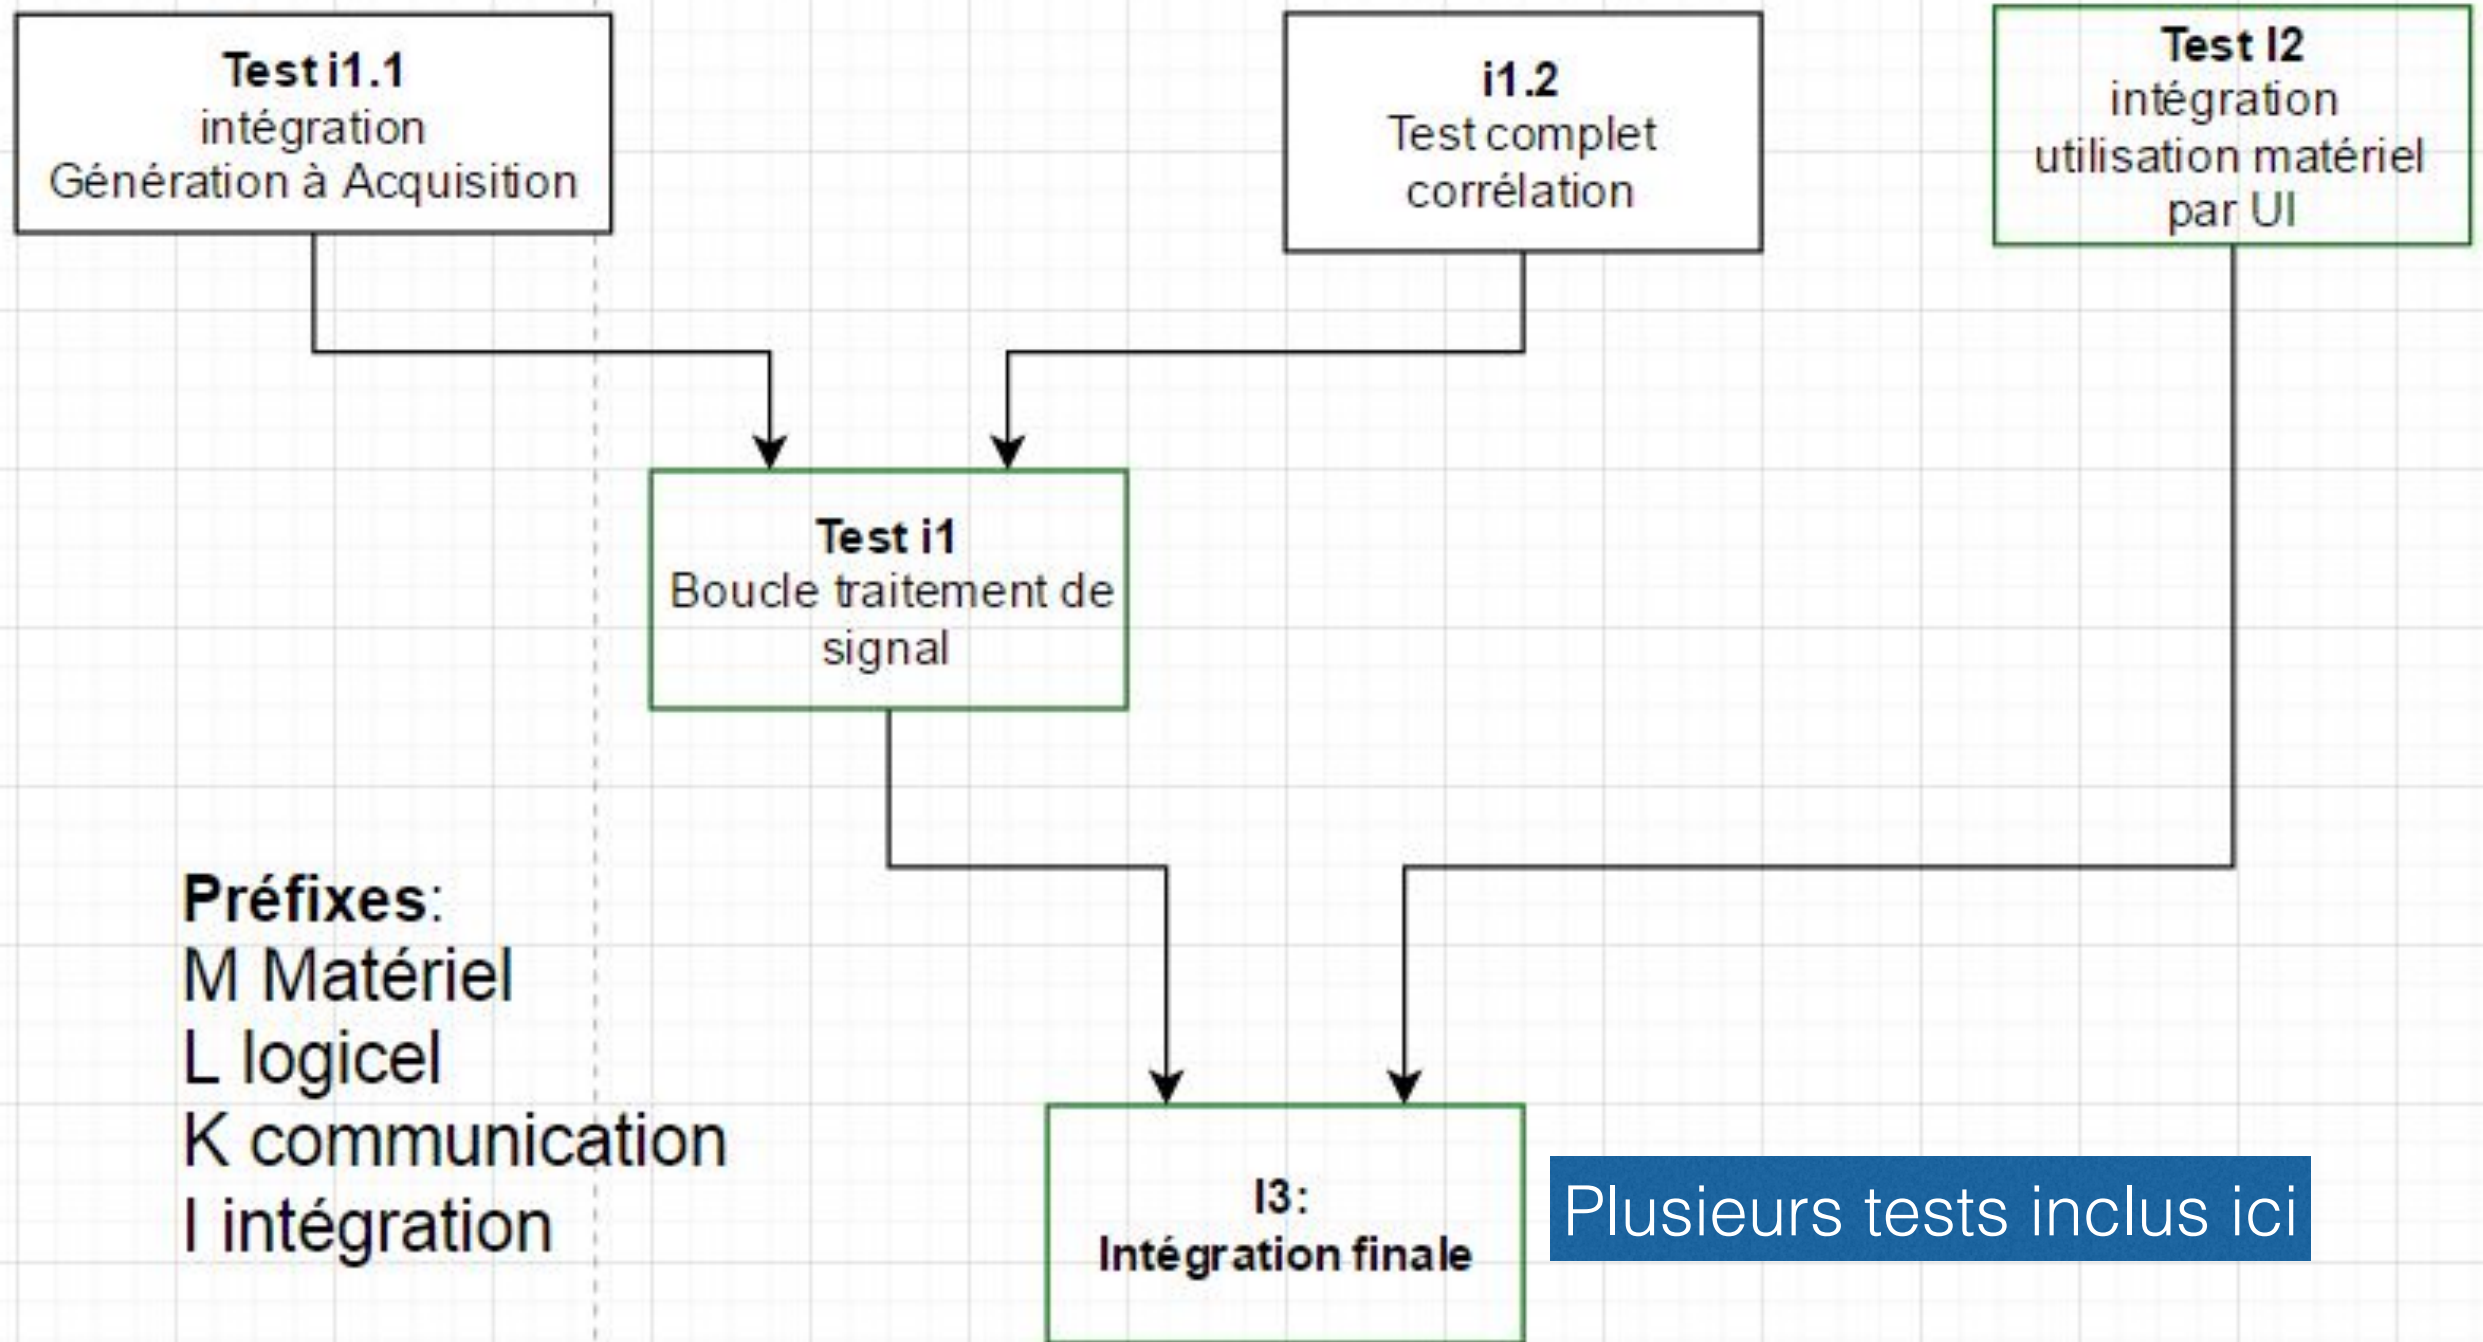 Test i1.1
intégration
Génération à Acquisition
i1.2
Test complet
corrélation
Test I2
intégration
utilisation matériel
par UI
Test i1
Boucle traitement de
signal
Préfixes:
M Matériel
L logicel
K communication
I intégration
I3:
Intégration finale
Plusieurs tests inclus ici